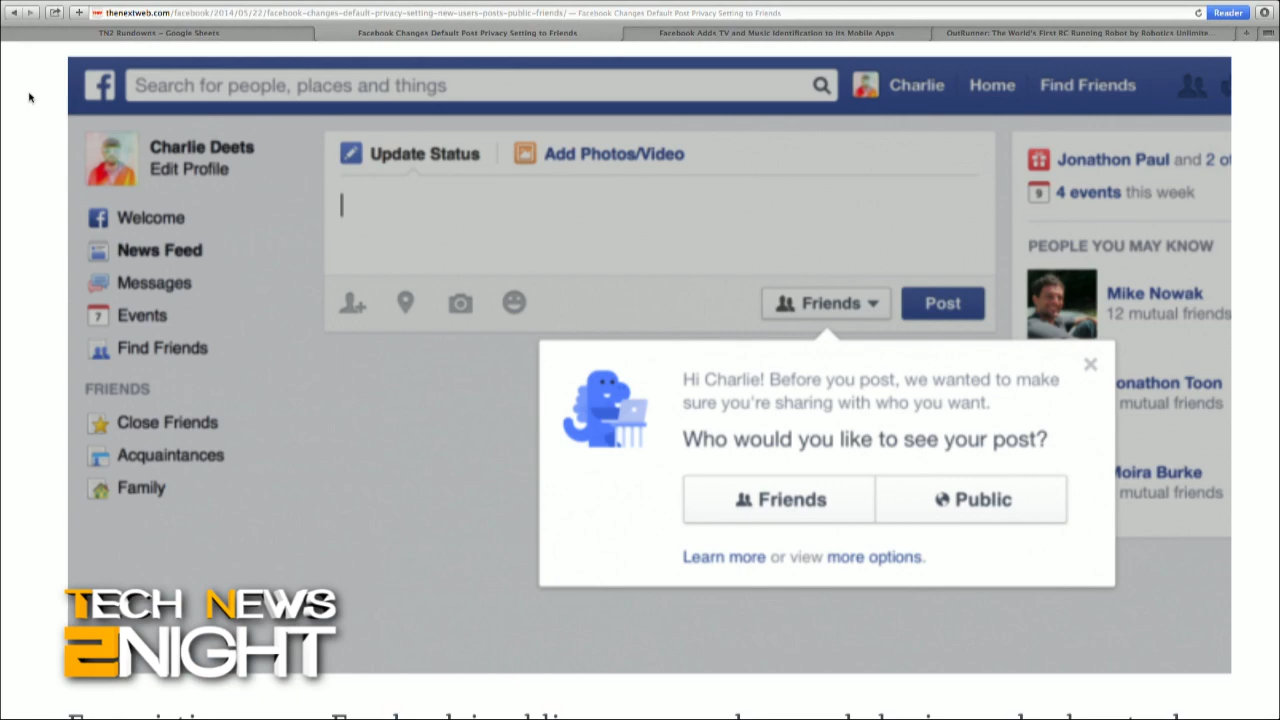 thenextweb.com/facebook/2014/05/22/facebook-changes-default-privacy-setting-new-users-posts-public-friends/ — Facebook Changes Default Post Privacy Setting to Friends
Reader
TN2 Rundowns – Google Sheets
Facebook Changes Default Post Privacy Setting to Friends
Facebook Adds TV and Music Identification to Its Mobile Apps
OutRunner: The World's First RC Running Robot by Robotics Unlimite...
Search for people, places and things
Charlie
Home
Find Friends
Charlie Deets
Edit Profile
Welcome
News Feed
Messages
7 Events
Find Friends
FRIENDS
Close Friends
Acquaintances
Family
Update Status
Add Photos/Video
Friends
Post
Hi Charlie! Before you post, we wanted to make
sure you're sharing with who you want.
Who would you like to see your post?
Friends
Public
Learn more or view more options.
Jonathon Paul and 2 ot
9 4 events this week
PEOPLE YOU MAY KNOW
Mike Nowak
12 mutual friends
onathon Toon
mutual friends
Moira Burke
mutual friends
TECH NEWS
2NIGHT